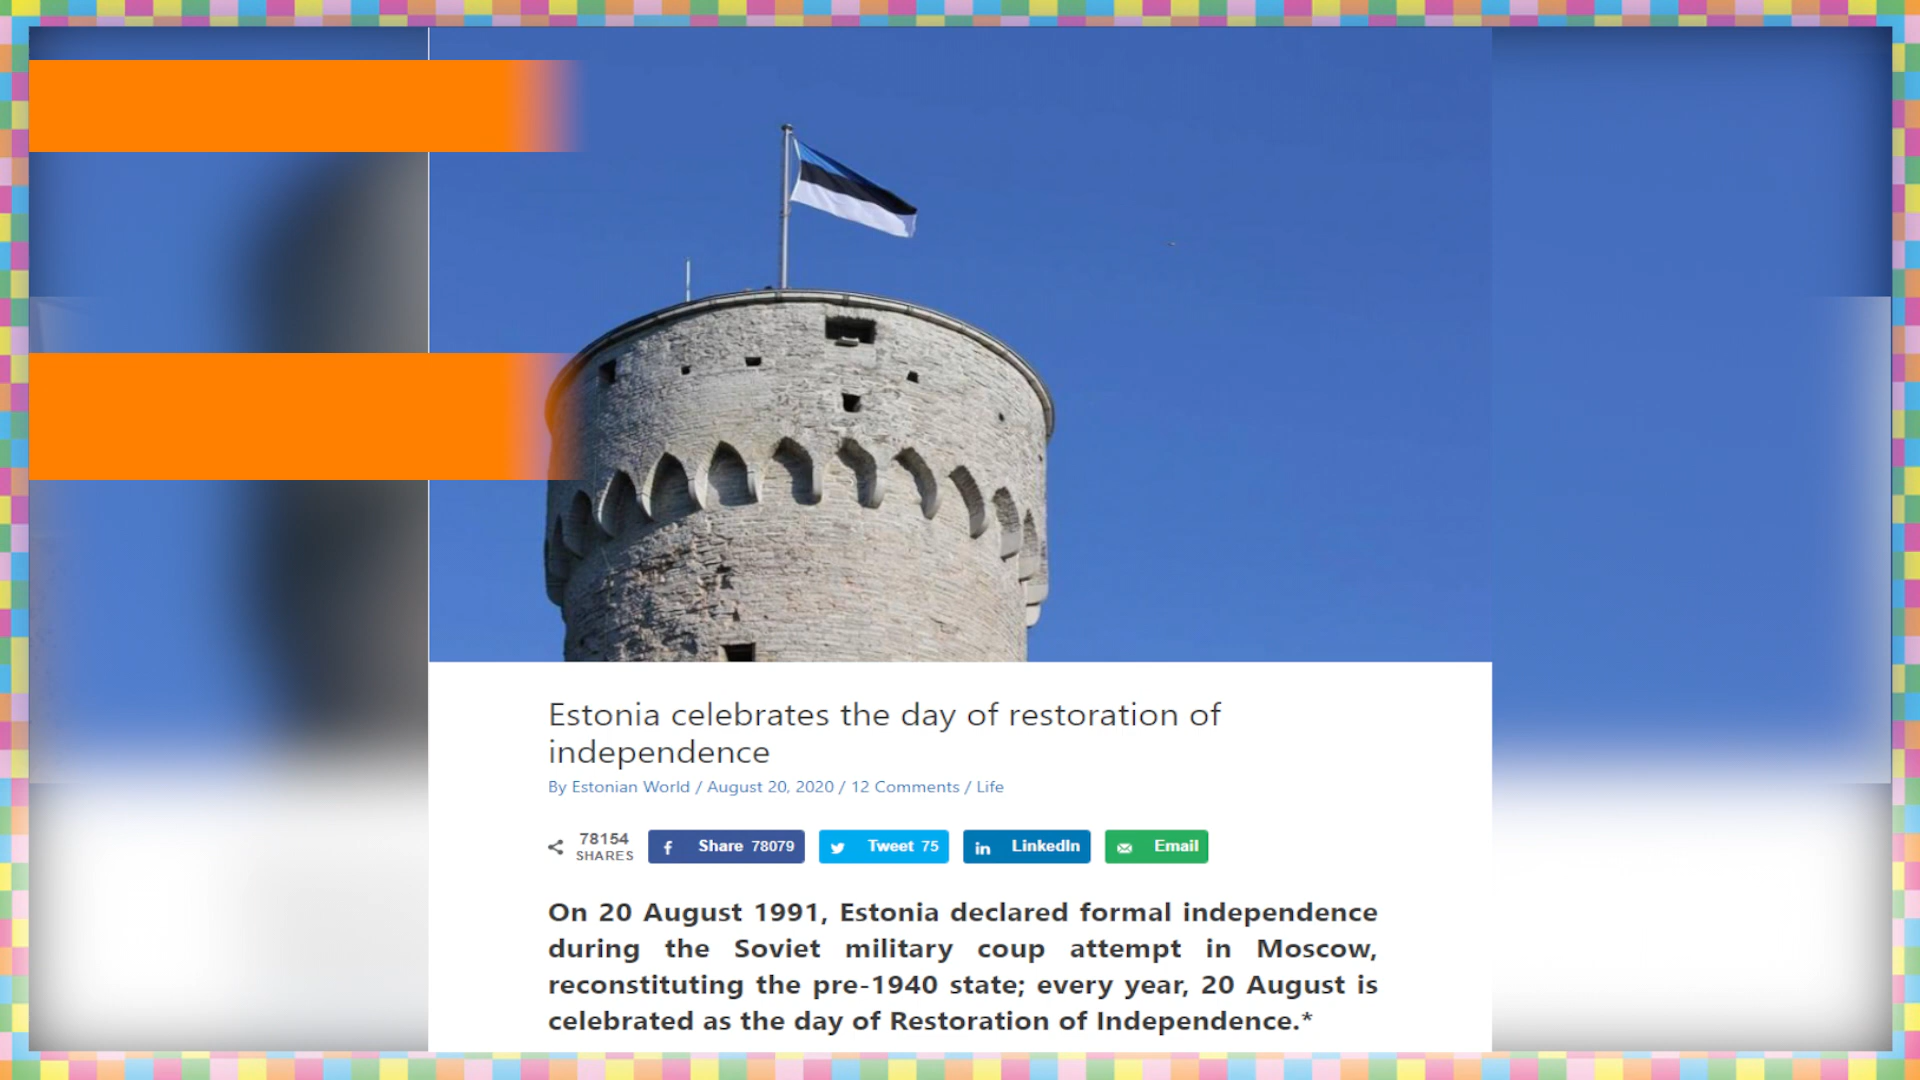 Estonia celebrates the day of restoration of
independence
By Estonian World / August 20, 2020 / 12 Comments / Life
78154
SHARES
Share 78079
Tweet 75
LinkedIn
Email
On 20 August 1991, Estonia declared formal independence
during the Soviet military coup attempt in Moscow,
reconstituting the pre-1940 state; every year, 20 August is
celebrated as the day of Restoration of Independence.*